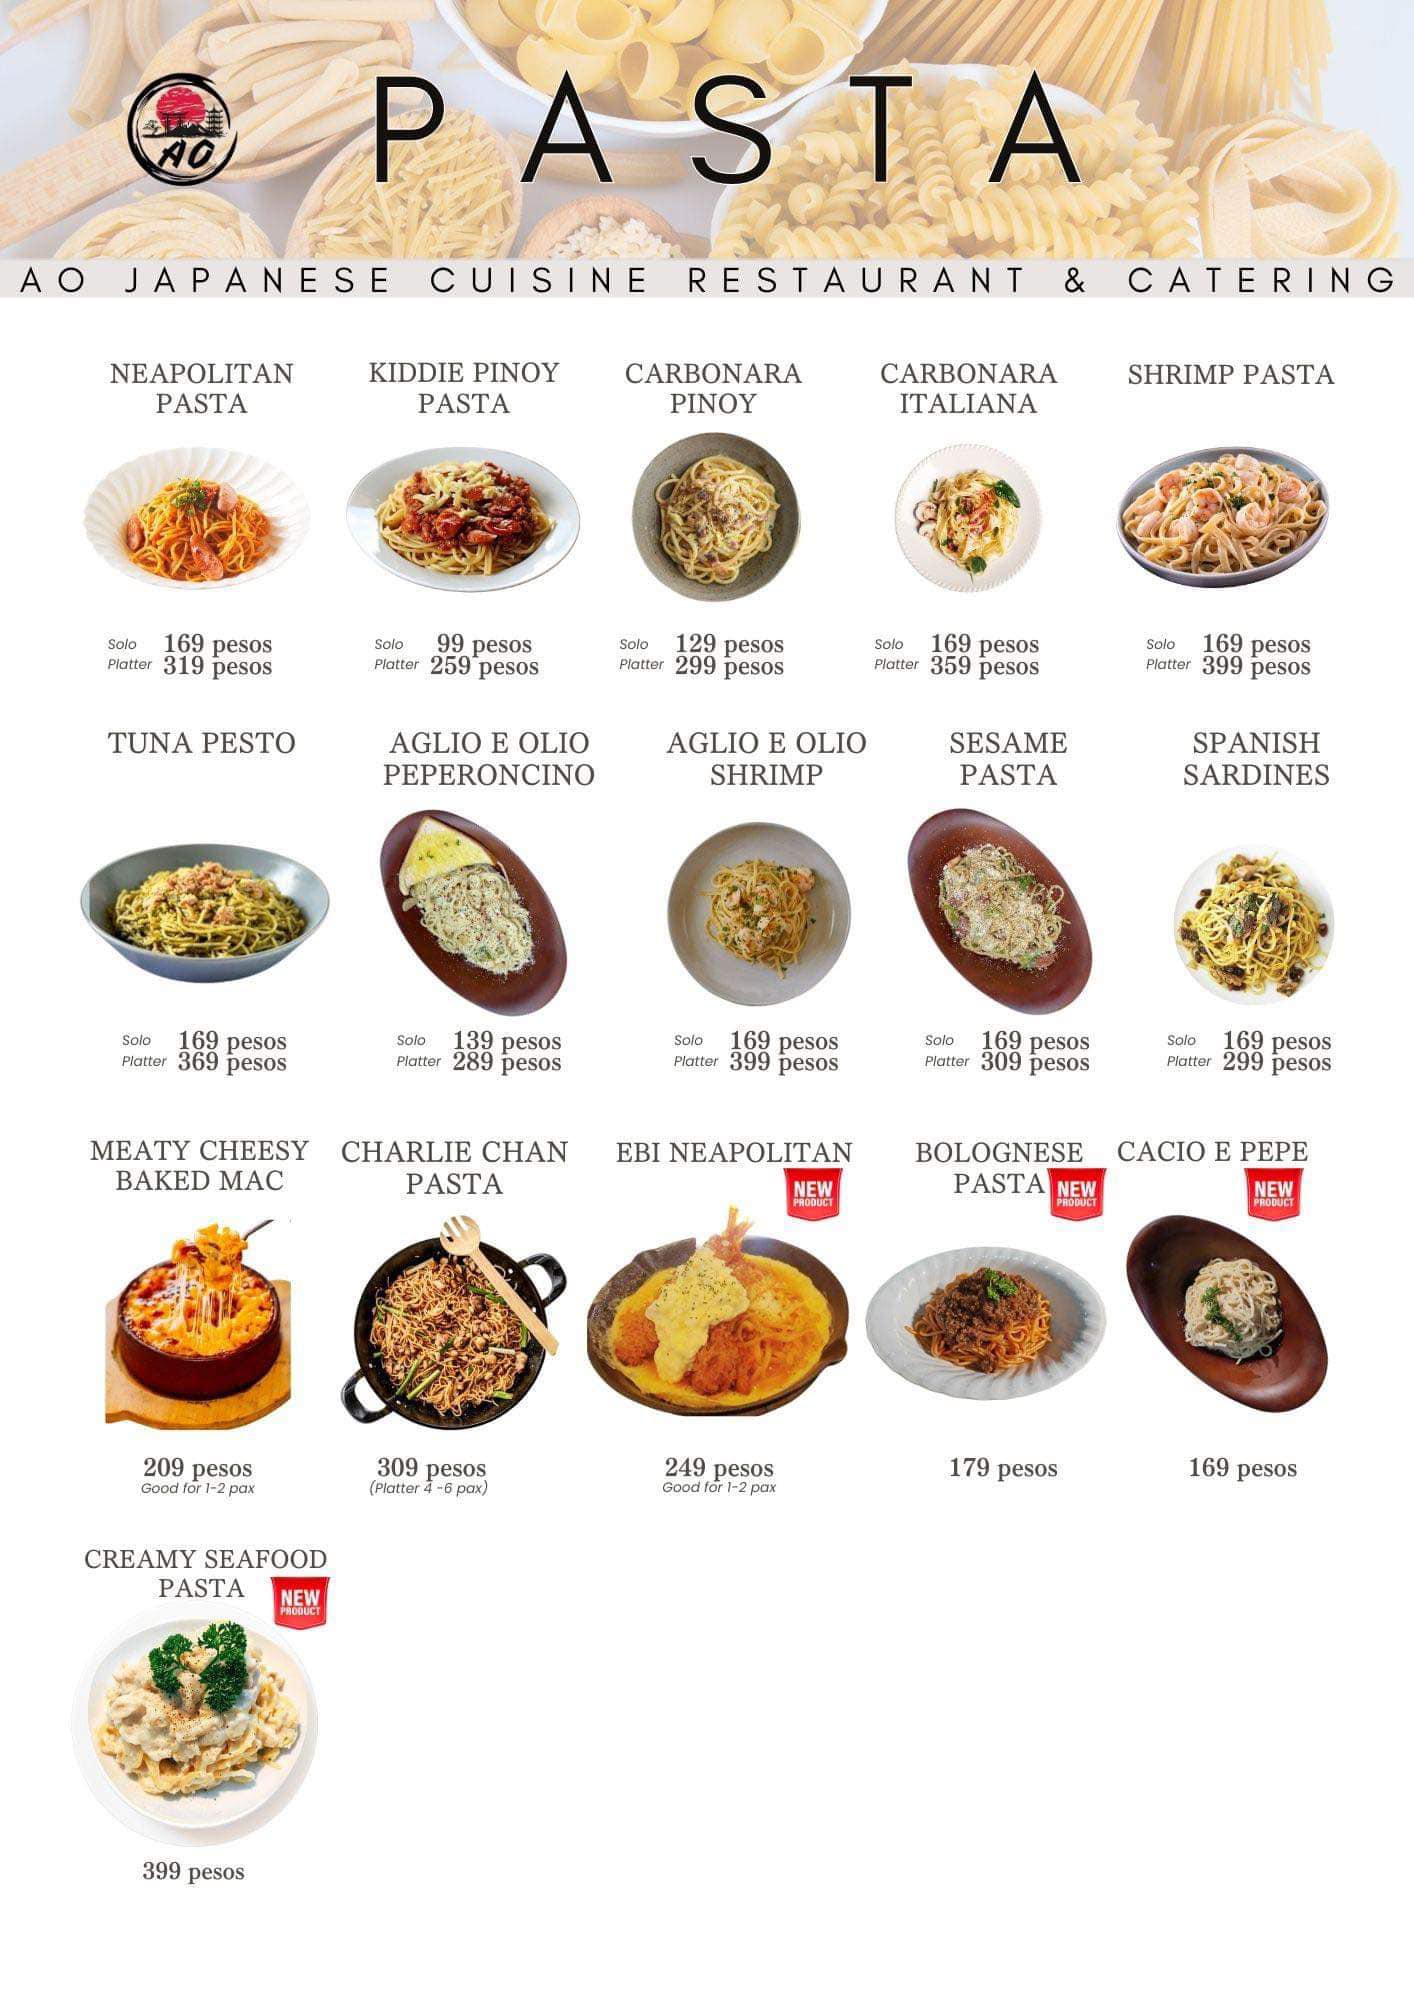 AO
PASTA
AO JAPANESE CUISINE RESTAURANT & CATERING
NEAPOLITAN
PASTA
Solo 169 pesos
Platter 319 pesos
KIDDIE PINOY
PASTA
Solo 99 pesos
Platter 259 pesos
CARBONARA
PINOY
Solo 129 pesos
Platter 299 pesos
CARBONARA
ITALIANA
Solo 169 pesos
Platter 359 pesos
SHRIMP PASTA
Solo 169 pesos
Platter 399 pesos
TUNA PESTO
Solo 169 pesos
Platter 369 pesos
AGLIO E OLIO
PEPERONCINO
Solo 139 pesos
Platter 289 pesos
AGLIO E OLIO
SHRIMP
Solo 169 pesos
Platter 399 pesos
SESAME
PASTA
Solo 169 pesos
Platter 309 pesos
SPANISH
SARDINES
Solo 169 pesos
Platter 299 pesos
MEATY CHEESY
BAKED MAC
209 pesos
Good for 1-2 pax
CHARLIE CHAN
PASTA
309 pesos
(Platter 4 -6 pax)
EBI NEAPOLITAN
NEW
PRODUCT
249 pesos
Good for 1-2 pax
BOLOGNESE
PASTA
NEW
PRODUCT
179 pesos
CACIO E PEPE
NEW
PRODUCT
169 pesos
CREAMY SEAFOOD
PASTA
NEW
PRODUCT
399 pesos